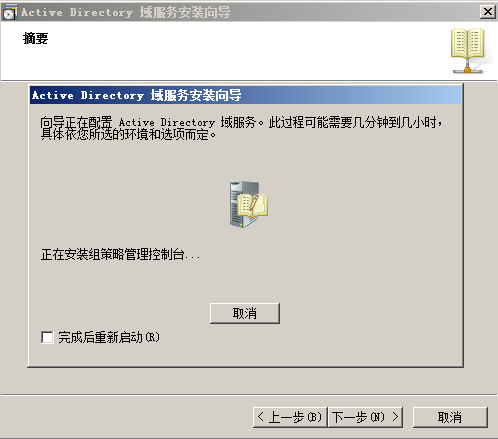 Active Directory 域服务安装向导
摘要
Active Directory 域服务安装向导
向导正在配置 Active Directory 域服务。此过程可能需要几分钟到几小时，
具体依您所选的环境和选项而定。
正在安装组策略管理控制台...
取消
完成后重新启动(R)
< 上一步(B) 下一步(N) > 取消